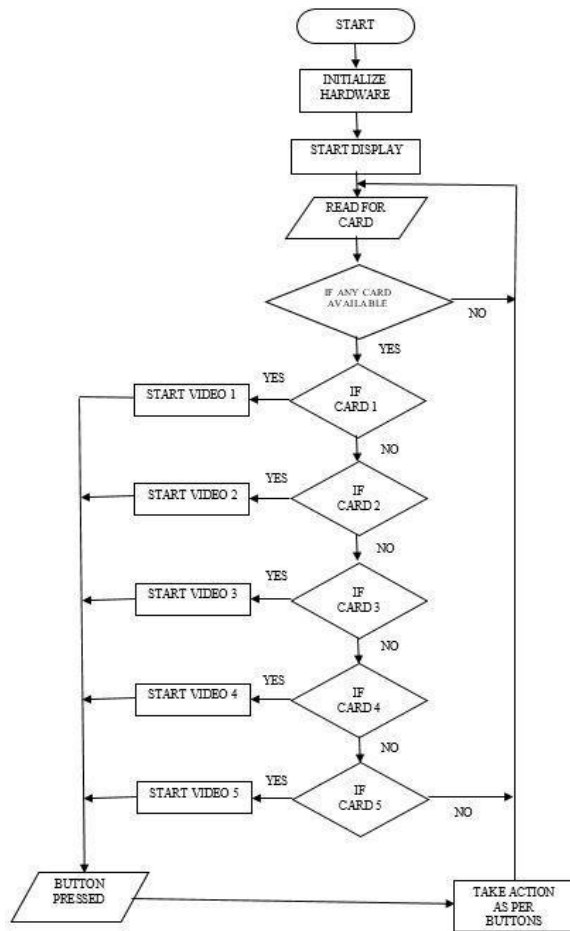 START
INITIALIZE
HARDWARE
START DISPLAY
READ FOR
CARD
IF ANY CARD
AVAILABLE
NO
YES
YES
IF
CARD 1
START VIDEO 1
NO
YES
IF
CARD 2
START VIDEO 2
NO
YES
IF
CARD 3
START VIDEO 3
NO
YES
IF
CARD 4
START VIDEO 4
NO
YES
IF
CARD 5
START VIDEO 5
NO
BUTTON
PRESSED
TAKE ACTION
AS PER
BUTTONS